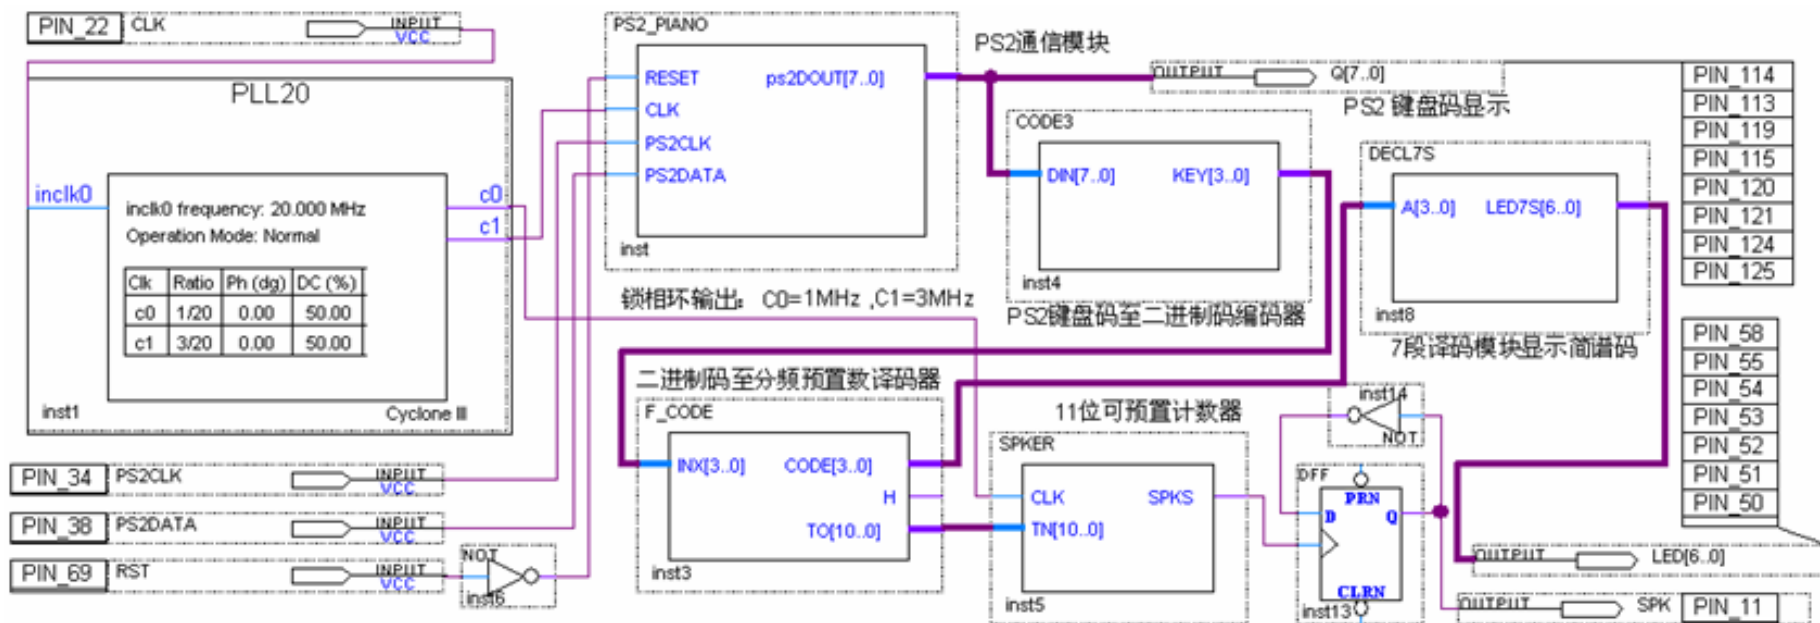 PIN_22 CLK INPUT VCC
PLL20
inclk0
inclk0 frequency: 20.000 MHz
Operation Mode: Normal
Clk Ratio Ph (dg) DC (%)
c0 1/20 0.00 50.00
c1 3/20 0.00 50.00
c0
c1
inst1
Cyclone III
PIN_34 PS2CLK INPUT VCC
PIN_38 PS2DATA INPUT VCC
PIN_69 RST INPUT VCC
NOT
inst6
PS2_PIANO
RESET ps2DOUT[7..0]
CLK
PS2CLK
PS2DATA
inst
PS2通信模块
OUTPUT Q[7..0]
PS2 键盘码显示
CODE3
DIN[7..0] KEY[3..0]
inst4
PS2键盘码至二进制码编码器
锁相环输出: C0=1MHz ,C1=3MHz
DECL7S
A[3..0] LED7S[6..0]
inst8
7段译码模块显示简谱码
二进制码至分频预置数译码器
F_CODE
INX[3..0] CODE[3..0]
H
TO[10..0]
inst3
11位可预置计数器
SPKER
CLK SPKS
TN[10..0]
inst5
inst14
NOT
DFF
PRN
D Q
CLRN
inst13
PIN_114
PIN_113
PIN_119
PIN_115
PIN_120
PIN_121
PIN_124
PIN_125
PIN_58
PIN_55
PIN_54
PIN_53
PIN_52
PIN_51
PIN_50
OUTPUT LED[6..0]
OUTPUT SPK PIN_11